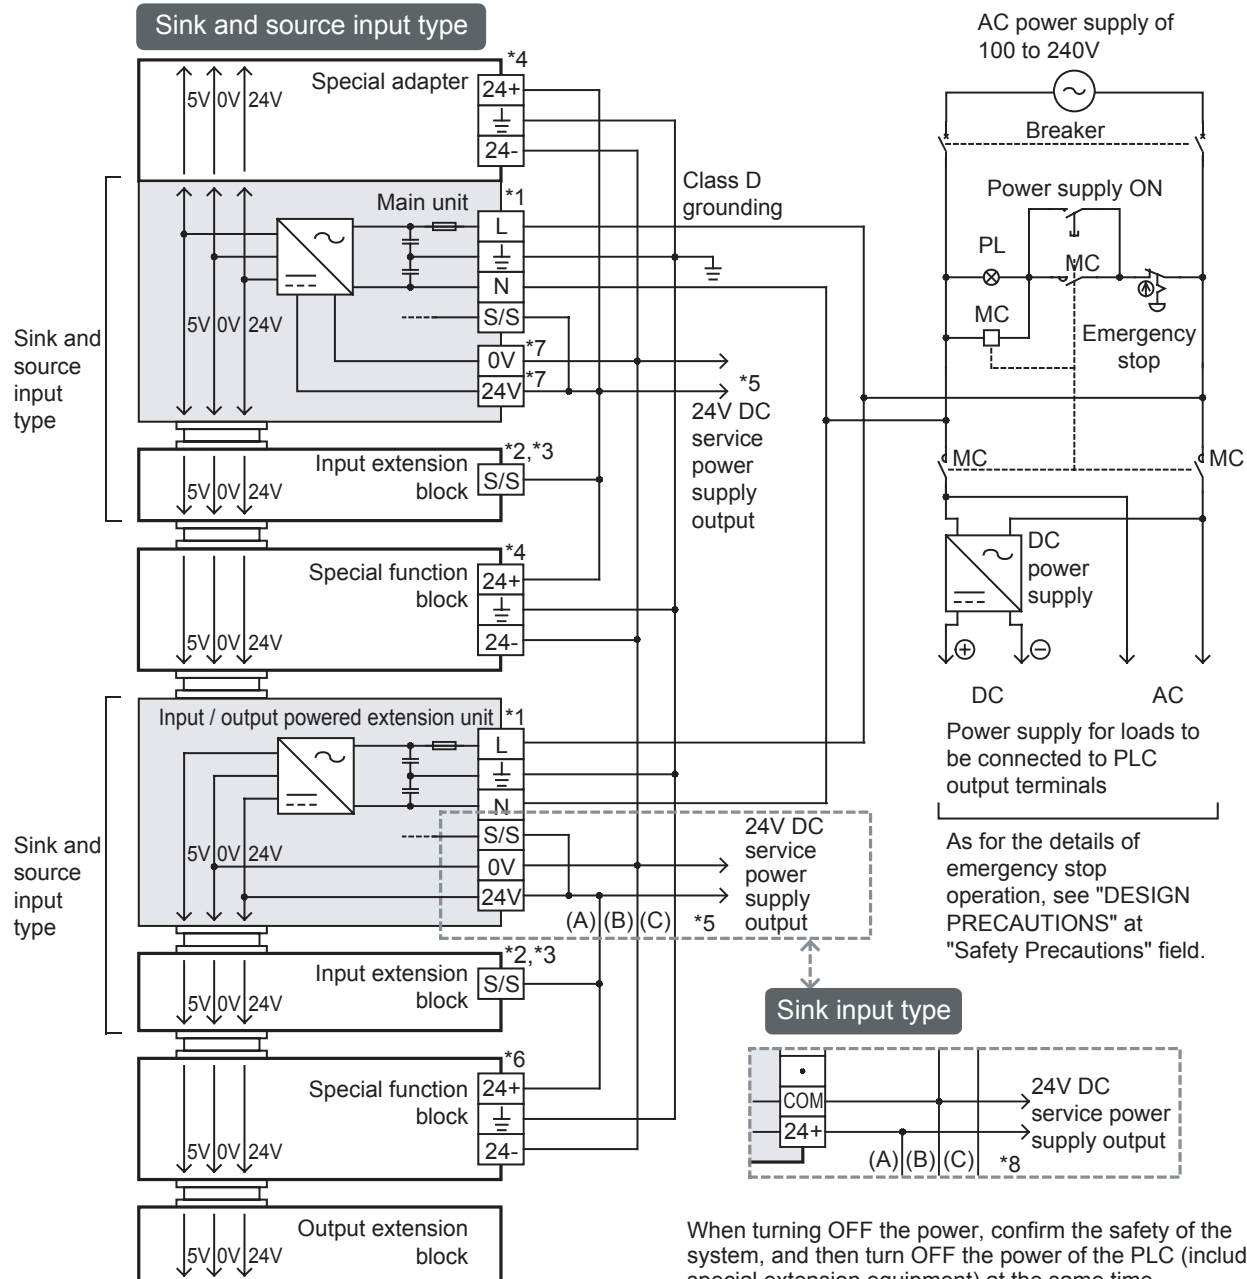 Sink and source input type
5V 0V 24V
Special adapter
*4
24+
24-
Sink and
source
input
type
Main unit
*1
L
N
S/S
0V
*7
24V
*7
5V 0V 24V
Class D
grounding
*5
24V DC
service
power
supply
output
Input extension
block
*2,*3
S/S
5V 0V 24V
Special function
block
*4
24+
24-
5V 0V 24V
Sink and
source
input
type
Input / output powered extension unit
*1
L
N
S/S
0V
24V
5V 0V 24V
(A) (B) (C)
*5
24V DC
service
power
supply
output
Input extension
block
*2,*3
S/S
5V 0V 24V
Special function
block
*6
24+
24-
5V 0V 24V
Output extension
block
5V 0V 24V
AC power supply of
100 to 240V
Breaker
Power supply ON
PL
MC
MC
Emergency
stop
MC
MC
DC
power
supply
+
-
DC
AC
Power supply for loads to
be connected to PLC
output terminals
As for the details of
emergency stop
operation, see "DESIGN
PRECAUTIONS" at
"Safety Precautions" field.
Sink input type
COM
24+
(A) (B) (C)
*8
24V DC
service power
supply output
When turning OFF the power, confirm the safety of the
system, and then turn OFF the power of the PLC (includ
special extension equipment) at the same time